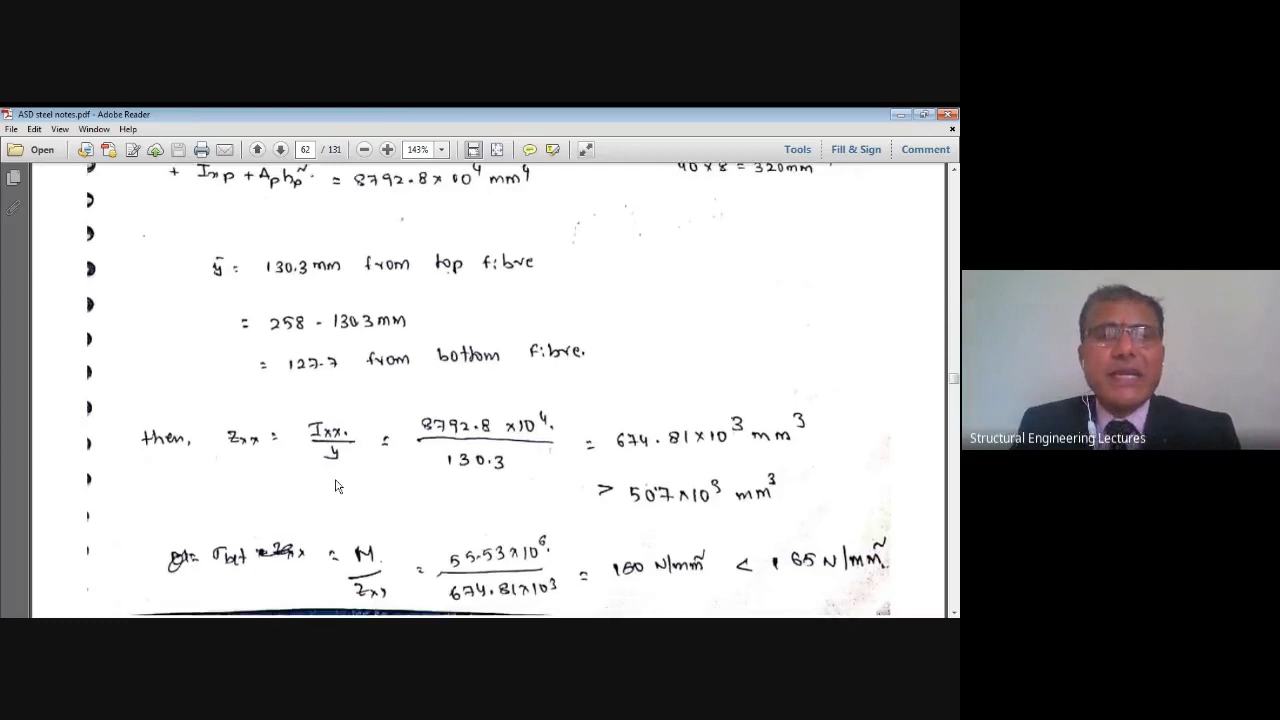 ASD steel notes.pdf - Adobe Reader
File Edit View Window Help
Open 62 / 131 143% Tools Fill & Sign Comment
+ Ixp + Aphp² = 8792.8 × 10⁴ mm⁴
40 × 8 = 320mm
ȳ = 130.3 mm from top fibre
= 258 - 130.3 mm
= 127.7 from bottom fibre.
then, Zxx = Ixx. / y = 8792.8 × 10⁴. / 130.3 = 674.81 × 10³ mm³
> 507 × 10³ mm³
σbt = M / Zxx = 55.53 × 10⁶. / 674.81 × 10³ = N/mm² < 165 N/mm².
Structural Engineering Lectures